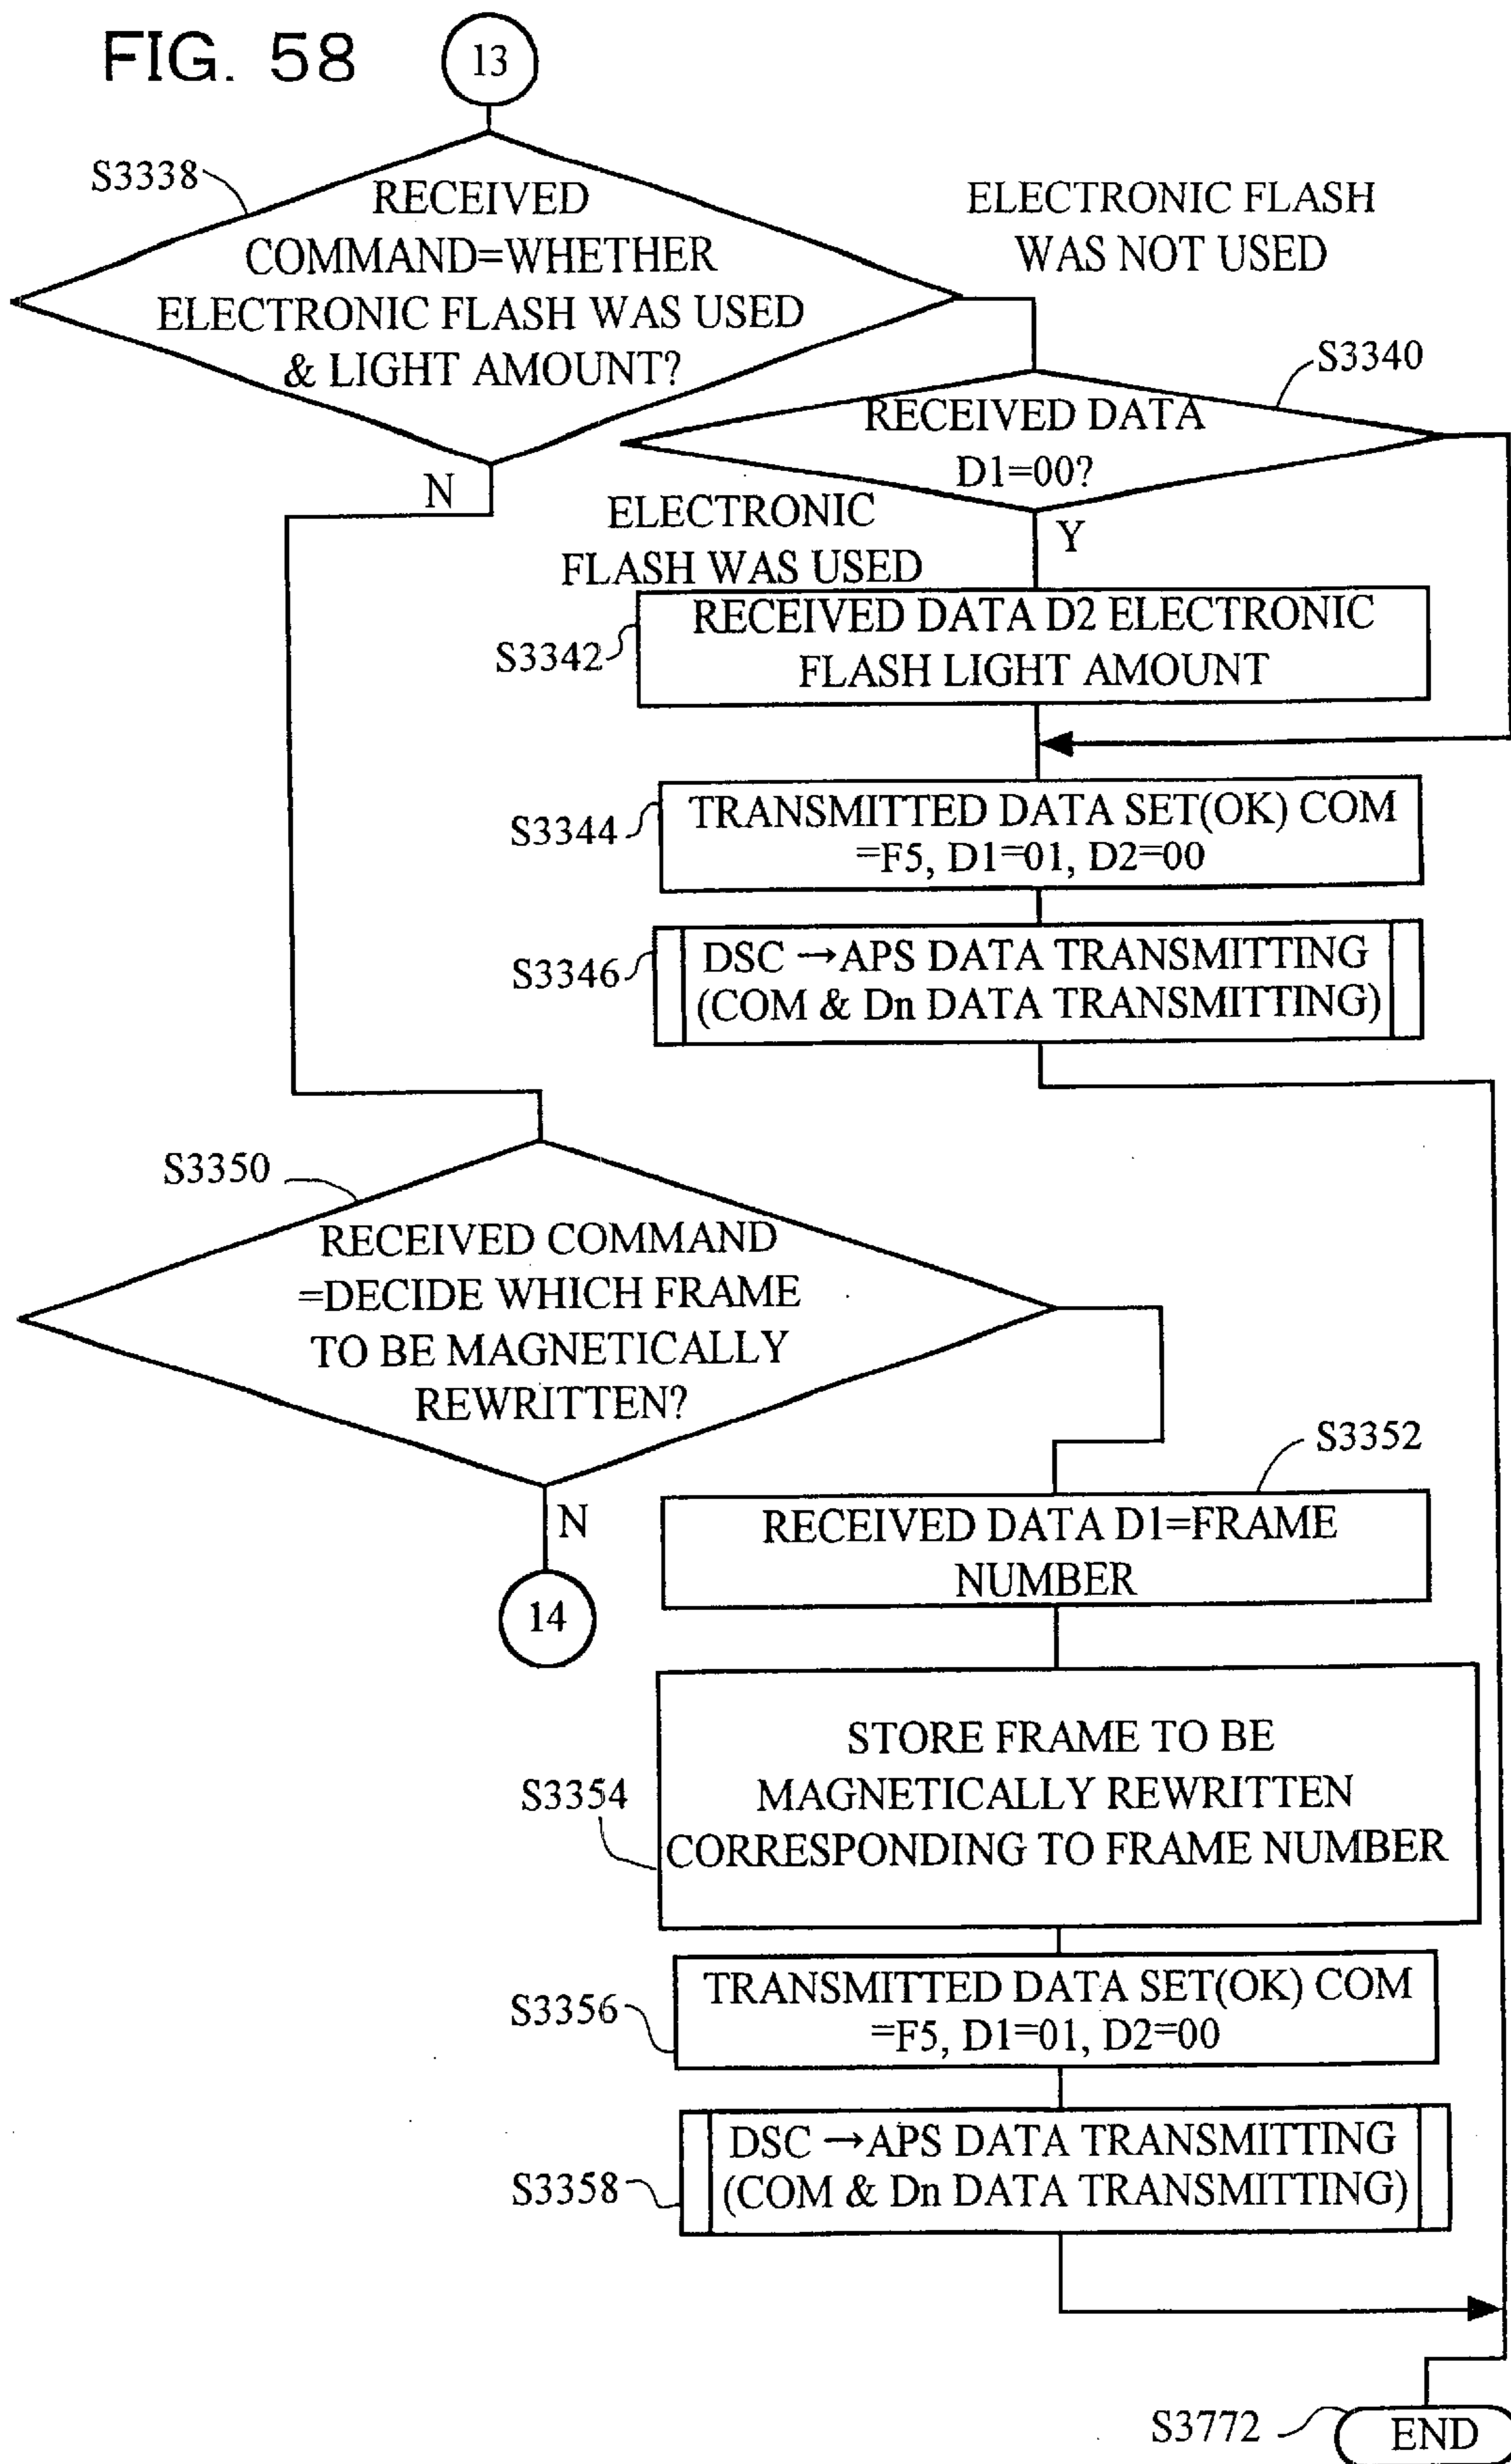 FIG. 58
13
S3338
RECEIVED
COMMAND=WHETHER
ELECTRONIC FLASH WAS USED
& LIGHT AMOUNT?
ELECTRONIC FLASH
WAS NOT USED
S3340
RECEIVED DATA
D1=00?
N
ELECTRONIC
FLASH WAS USED
Y
S3342
RECEIVED DATA D2 ELECTRONIC
FLASH LIGHT AMOUNT
S3344
TRANSMITTED DATA SET(OK) COM
=F5, D1=01, D2=00
S3346
DSC →APS DATA TRANSMITTING
(COM & Dn DATA TRANSMITTING)
S3350
RECEIVED COMMAND
=DECIDE WHICH FRAME
TO BE MAGNETICALLY
REWRITTEN?
N
14
S3352
RECEIVED DATA D1=FRAME
NUMBER
S3354
STORE FRAME TO BE
MAGNETICALLY REWRITTEN
CORRESPONDING TO FRAME NUMBER
S3356
TRANSMITTED DATA SET(OK) COM
=F5, D1=01, D2=00
S3358
DSC →APS DATA TRANSMITTING
(COM & Dn DATA TRANSMITTING)
S3772
END